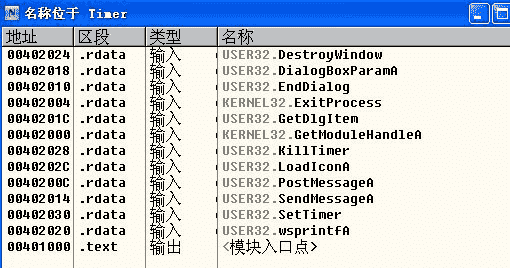 名称位于 Timer
地址 区段 类型 名称
00402024 .rdata 输入 USER32.DestroyWindow
00402018 .rdata 输入 USER32.DialogBoxParamA
00402010 .rdata 输入 USER32.EndDialog
00402004 .rdata 输入 KERNEL32.ExitProcess
0040201C .rdata 输入 USER32.GetDlgItem
00402000 .rdata 输入 KERNEL32.GetModuleHandleA
00402028 .rdata 输入 USER32.KillTimer
0040202C .rdata 输入 USER32.LoadIconA
0040200C .rdata 输入 USER32.PostMessageA
00402014 .rdata 输入 USER32.SendMessageA
00402030 .rdata 输入 USER32.SetTimer
00402020 .rdata 输入 USER32.wsprintfA
00401000 .text 输出 <模块入口点>